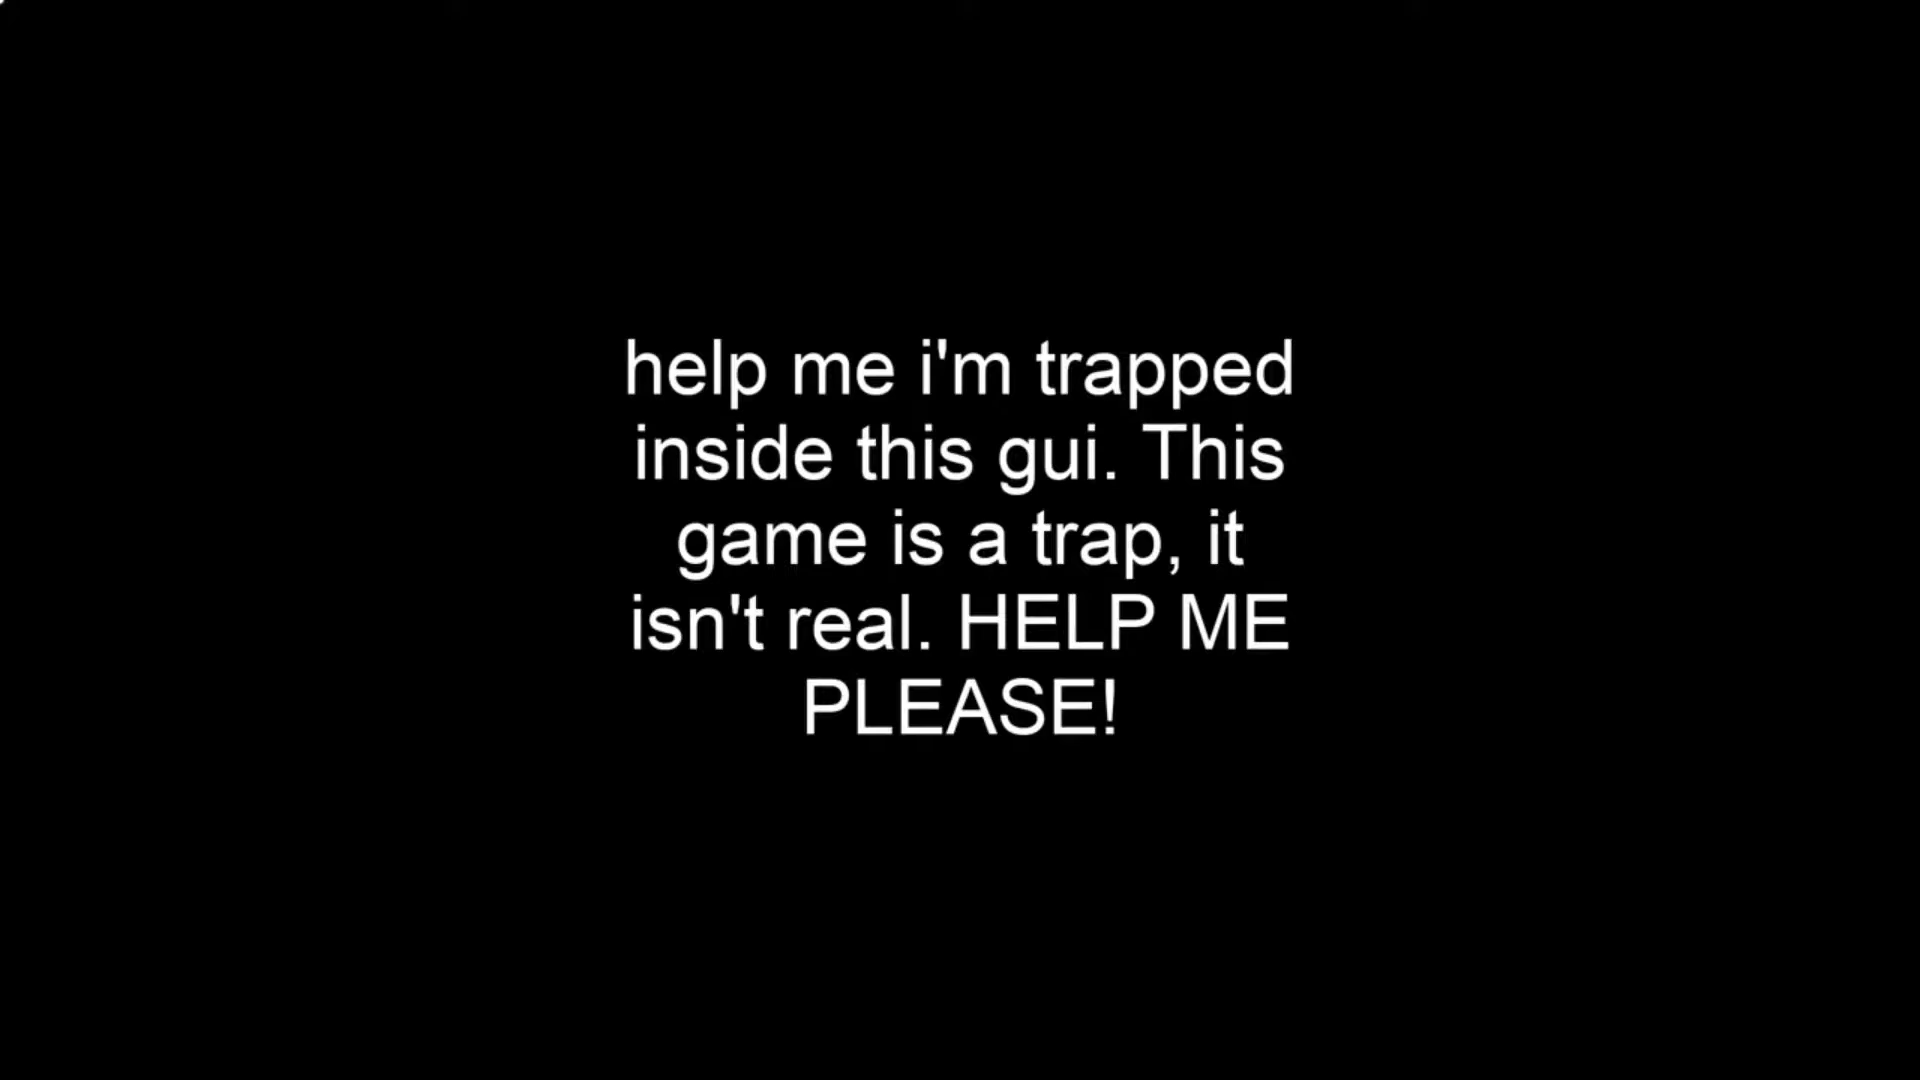 help me i'm trapped
inside this gui. This
game is a trap, it
isn't real. HELP ME
PLEASE!